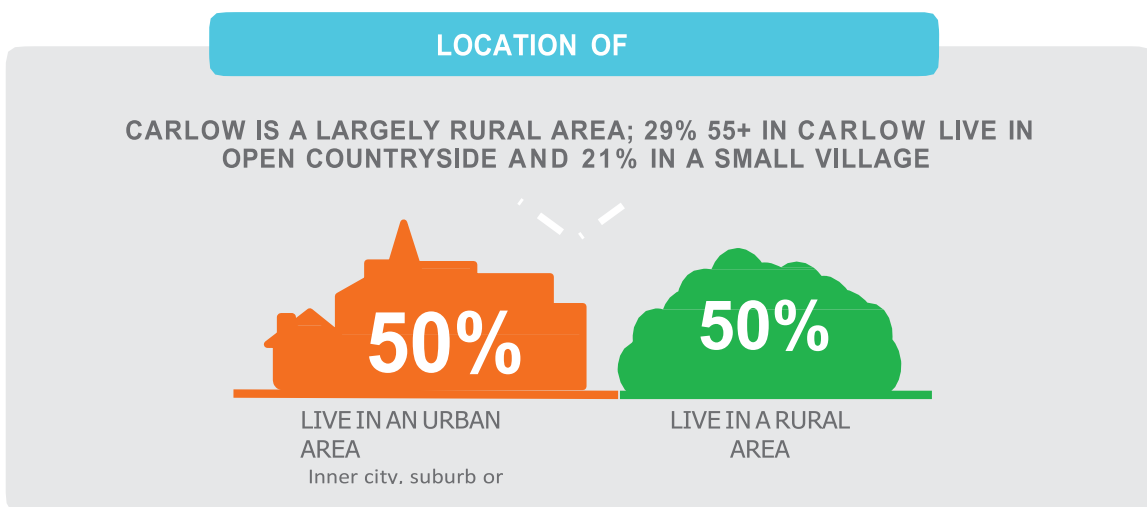 LOCATION OF
CARLOW IS A LARGELY RURAL AREA; 29% 55+ IN CARLOW LIVE IN
OPEN COUNTRYSIDE AND 21% IN A SMALL VILLAGE
50%
50%
LIVE IN AN URBAN
AREA
Inner city, suburb or
LIVE IN A RURAL
AREA